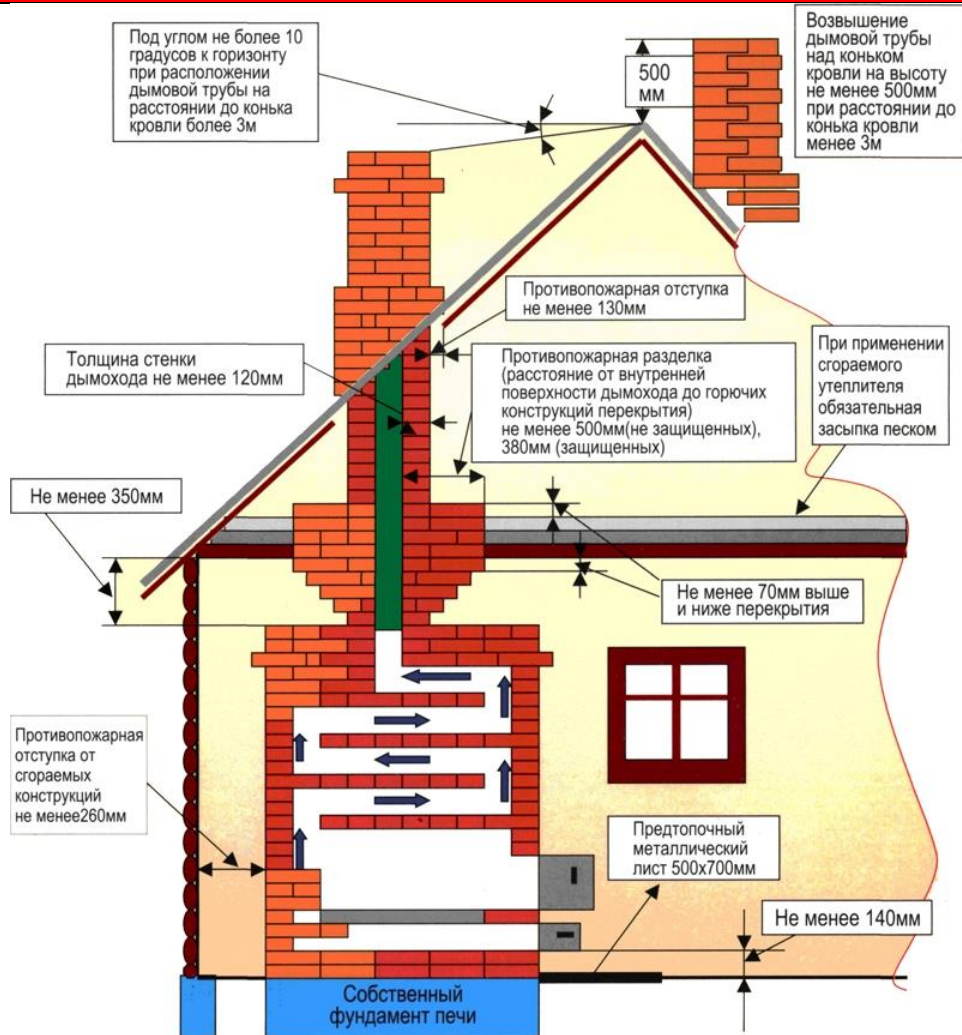 Под углом не более 10
градусов к горизонту
при расположении
дымовой трубы на
расстоянии до конька
кровли более 3м
500
мм
Возвышение
дымовой трубы
над коньком
кровли на высоту
не менее 500мм
при расстоянии до
конька кровли
менее 3м
Противопожарная отступка
не менее 130мм
Толщина стенки
дымохода не менее 120мм
Противопожарная разделка
(расстояние от внутренней
поверхности дымохода до горючих
конструкций перекрытия)
не менее 500мм(не защищенных),
380мм (защищенных)
При применении
сгораемого
утеплителя
обязательная
засыпка песком
Не менее 350мм
Не менее 70мм выше
и ниже перекрытия
Противопожарная
отступка от
сгораемых
конструкций
не менее260мм
Предтопочный
металлический
лист 500х700мм
Не менее 140мм
Собственный
фундамент печи